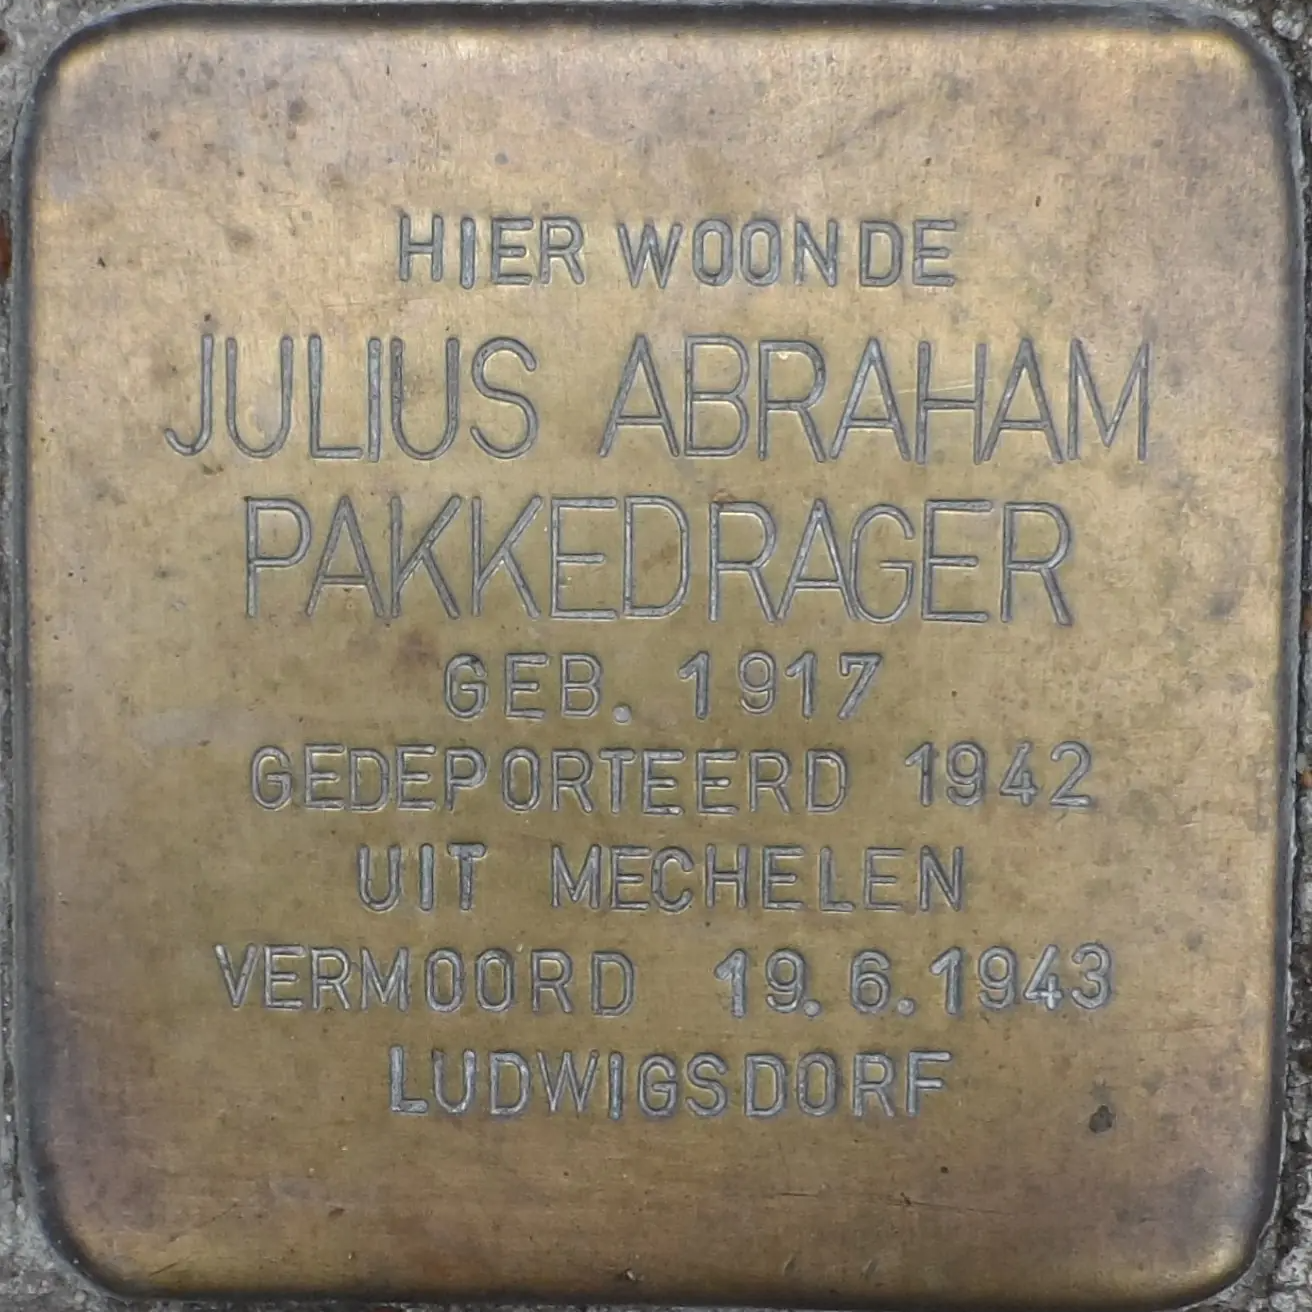 HIER WOONDE
JULIUS ABRAHAM
PAKKEDRAGER
GEB. 1917
GEDEPORTEERD 1942
UIT MECHELEN
VERMOORD 19.6.1943
LUDWIGSDORF